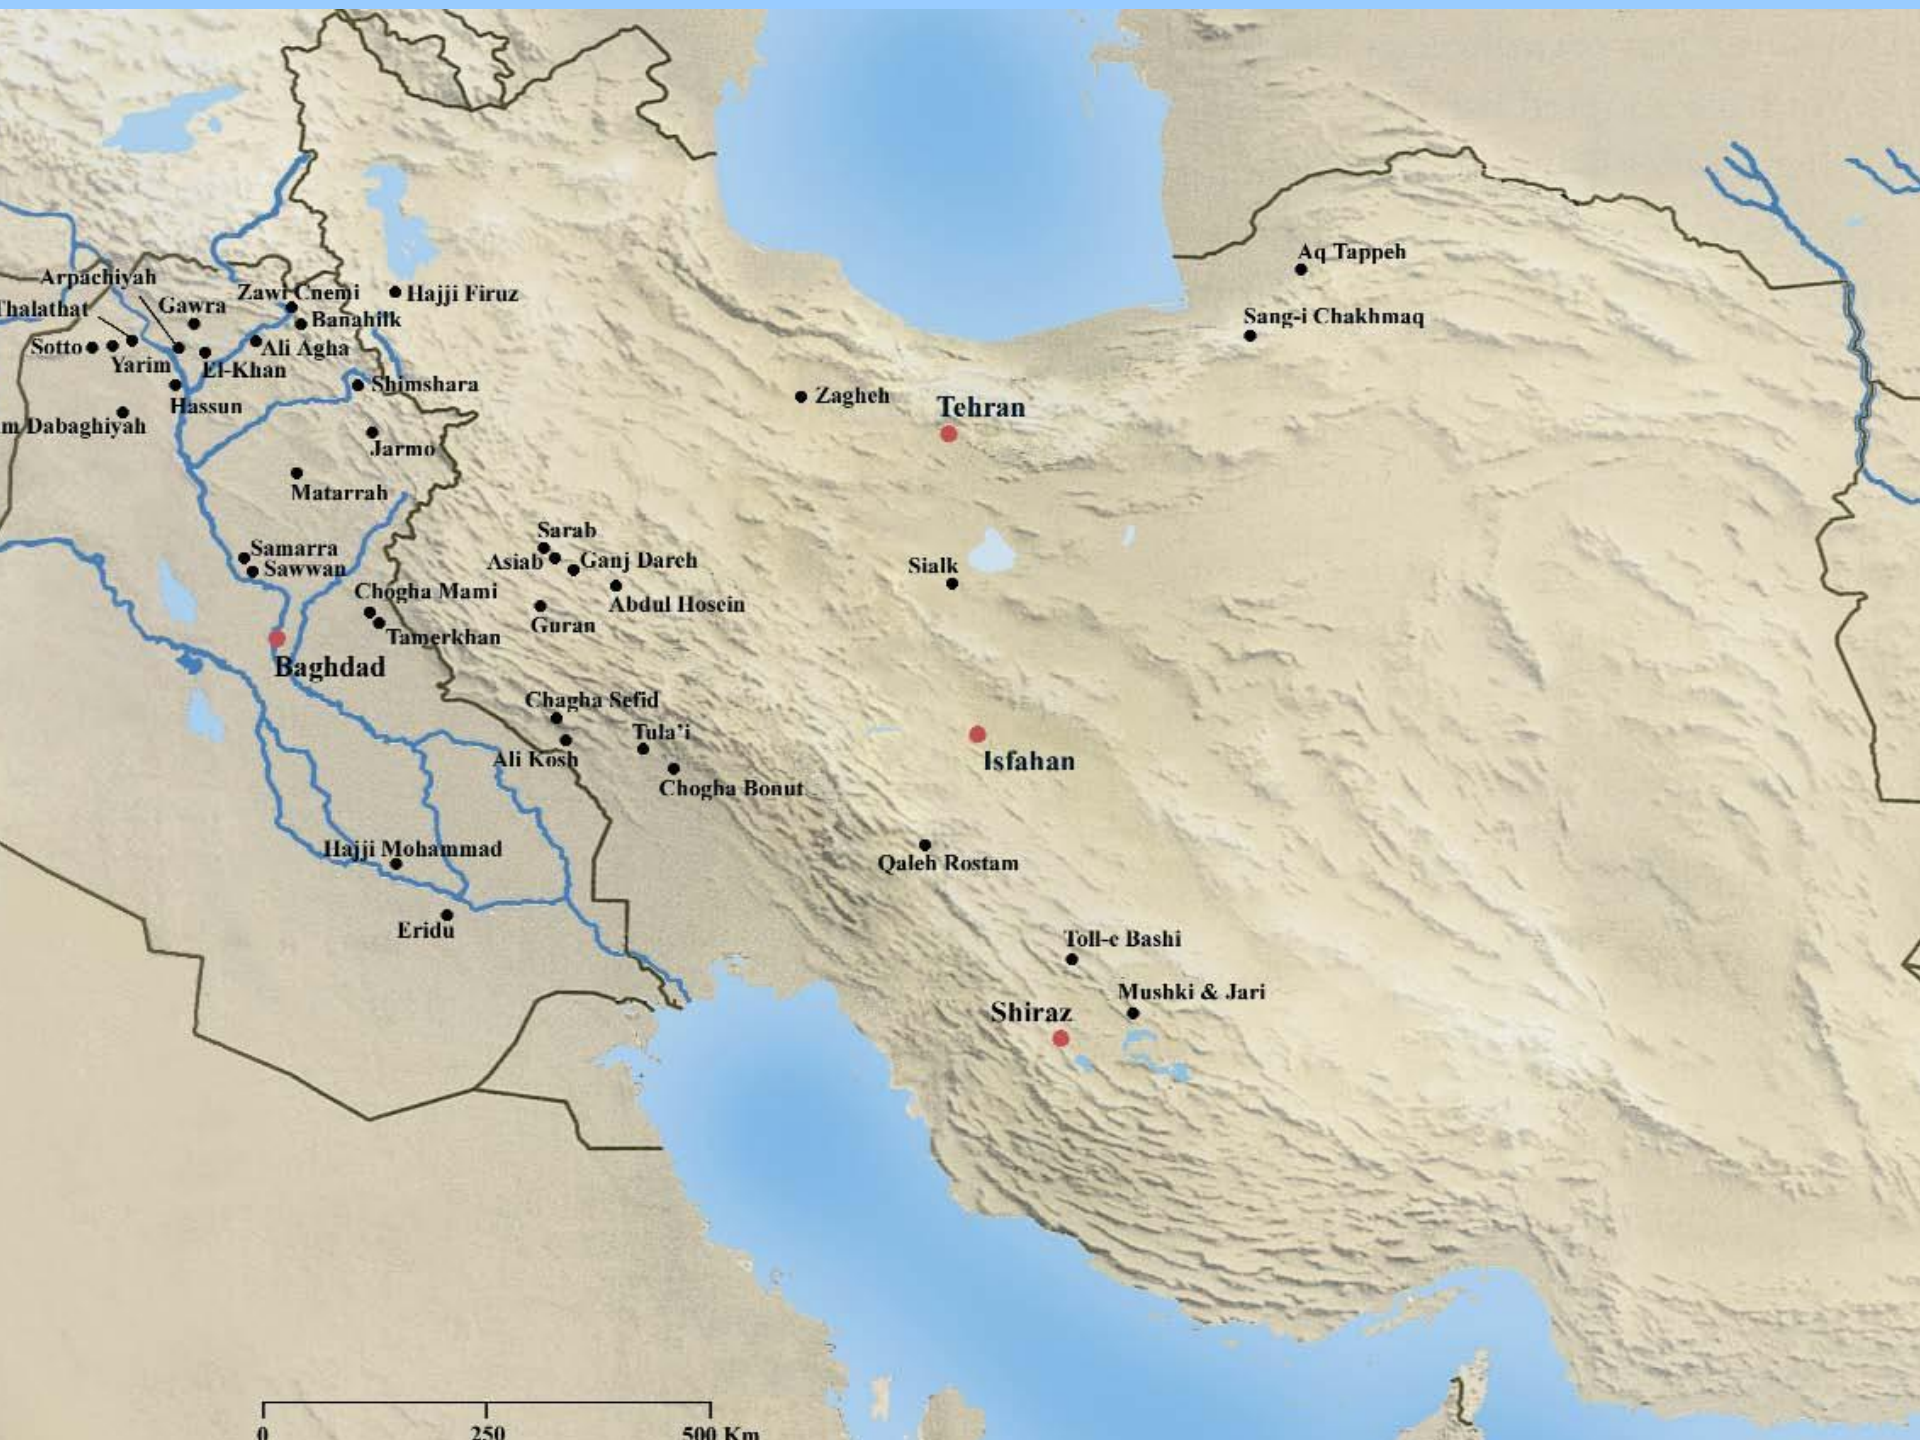 Aq Tappeh
Arpachiyah
Zawi Cnemi
Hajji Firuz
Thalathat
Gawra
Banahilk
Sang-i Chakhmaq
Sotto
Yarim
El-Khan
Ali Agha
Shimshara
Zagheh
Hassun
Tehran
m Dabaghiyah
Jarmo
Matarrah
Sarab
Samarra
Asiab
Ganj Dareh
Sialk
Sawwan
Chogha Mami
Abdul Hosein
Guran
Tamerkhan
Baghdad
Chagha Sefid
Tula'i
Ali Kosh
Isfahan
Chogha Bonut
Hajji Mohammad
Qaleh Rostam
Eridu
Toll-e Bashi
Mushki & Jari
Shiraz
0 250 500 Km